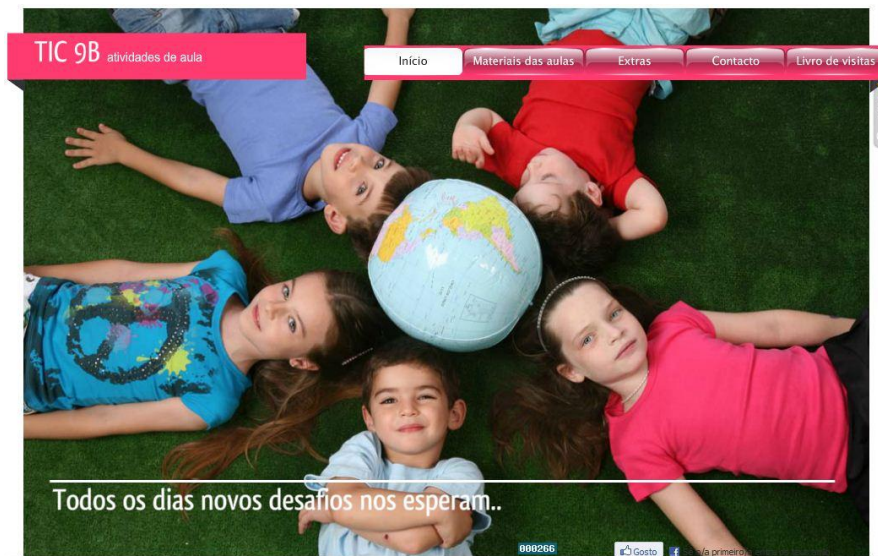 TIC 9B atividades de aula
Início Materiais das aulas Extras Contacto Livro de visitas
Todos os dias novos desafios nos esperam..
000266 Gosto primeiro